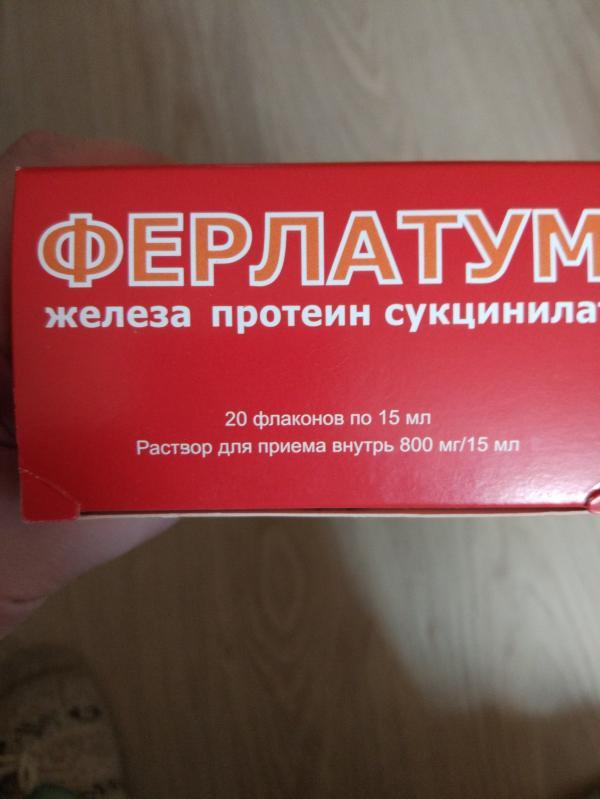 ФЕРЛАТУМ
железа протеин сукцинилат
20 флаконов по 15 мл
Раствор для приема внутрь 800 мг/15 мл